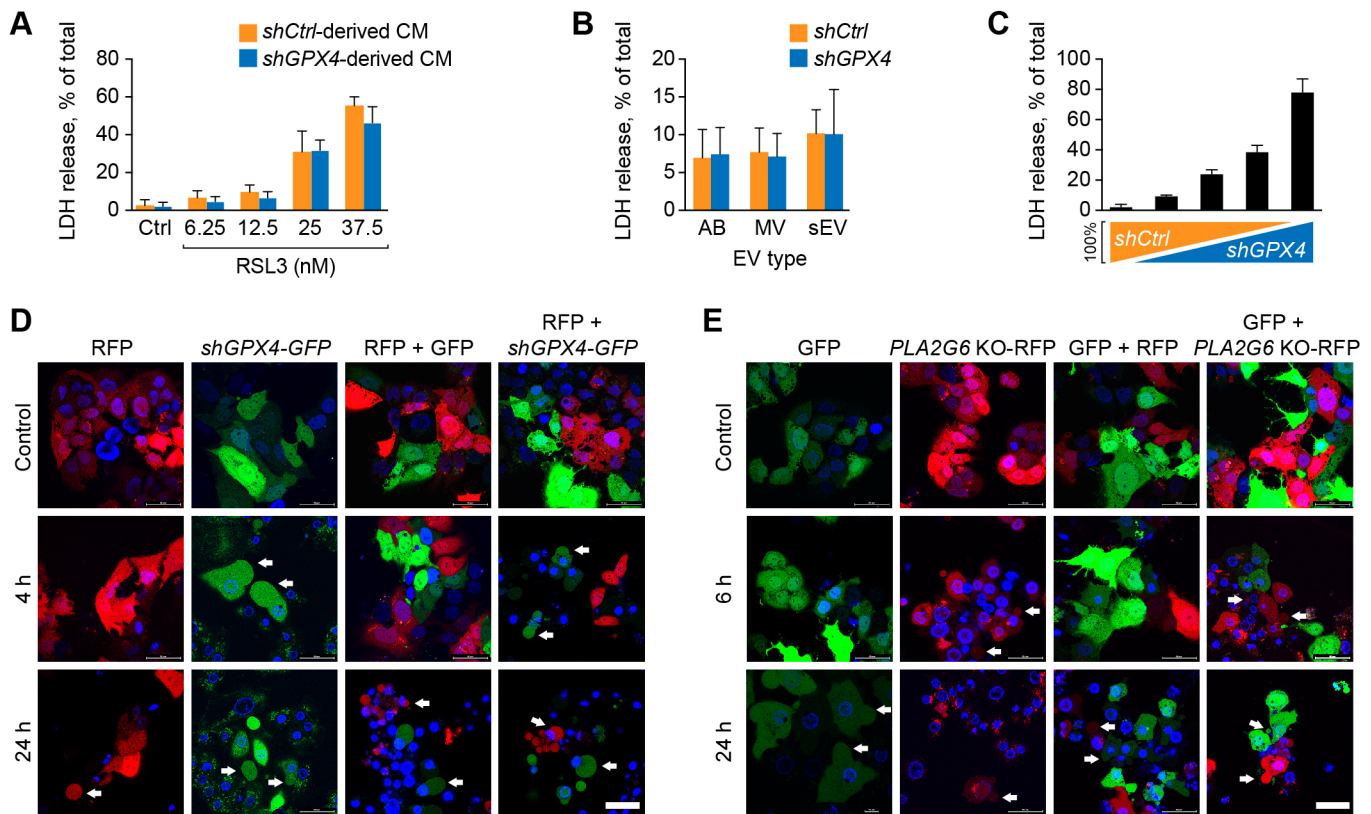 A
shCtrl-derived CM
shGPX4-derived CM
LDH release, % of total
80
60
40
20
0
Ctrl 6.25 12.5 25 37.5
RSL3 (nM)
B
shCtrl
shGPX4
LDH release, % of total
20
15
10
5
0
AB MV sEV
EV type
C
LDH release, % of total
100
80
60
40
20
0
100%
shCtrl
shGPX4
D
RFP shGPX4-GFP RFP + GFP RFP + shGPX4-GFP
Control
4 h
24 h
E
GFP PLA2G6 KO-RFP GFP + RFP GFP + PLA2G6 KO-RFP
Control
6 h
24 h